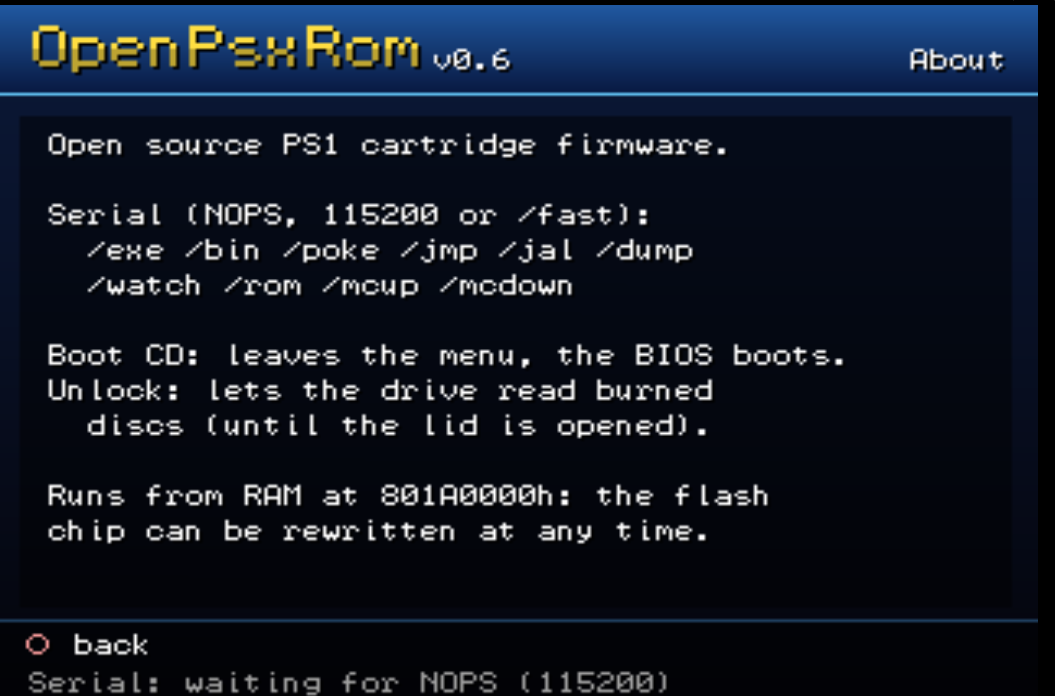 OpenPsxRom v0.6 About
Open source PS1 cartridge firmware.
Serial (NOPS, 115200 or /fast):
/exe /bin /poke /jmp /jal /dump
/watch /rom /mcup /mcdown
Boot CD: leaves the menu, the BIOS boots.
Unlock: lets the drive read burned
discs (until the lid is opened).
Runs from RAM at 801A0000h: the flash
chip can be rewritten at any time.
O back
Serial: waiting for NOPS (115200)